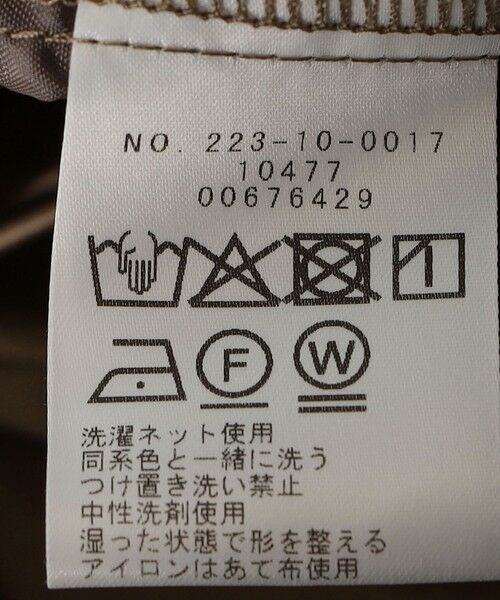 NO. 223-10-0017
10477
00676429
F
W
洗濯ネット使用
同系色と一緒に洗う
つけ置き洗い禁止
中性洗剤使用
湿った状態で形を整える
アイロンはあて布使用